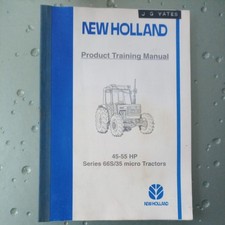 J G YATES
NEW HOLLAND
Product Training Manual
45-55 HP
Series 66S/35 micro Tractors
NEW HOLLAND